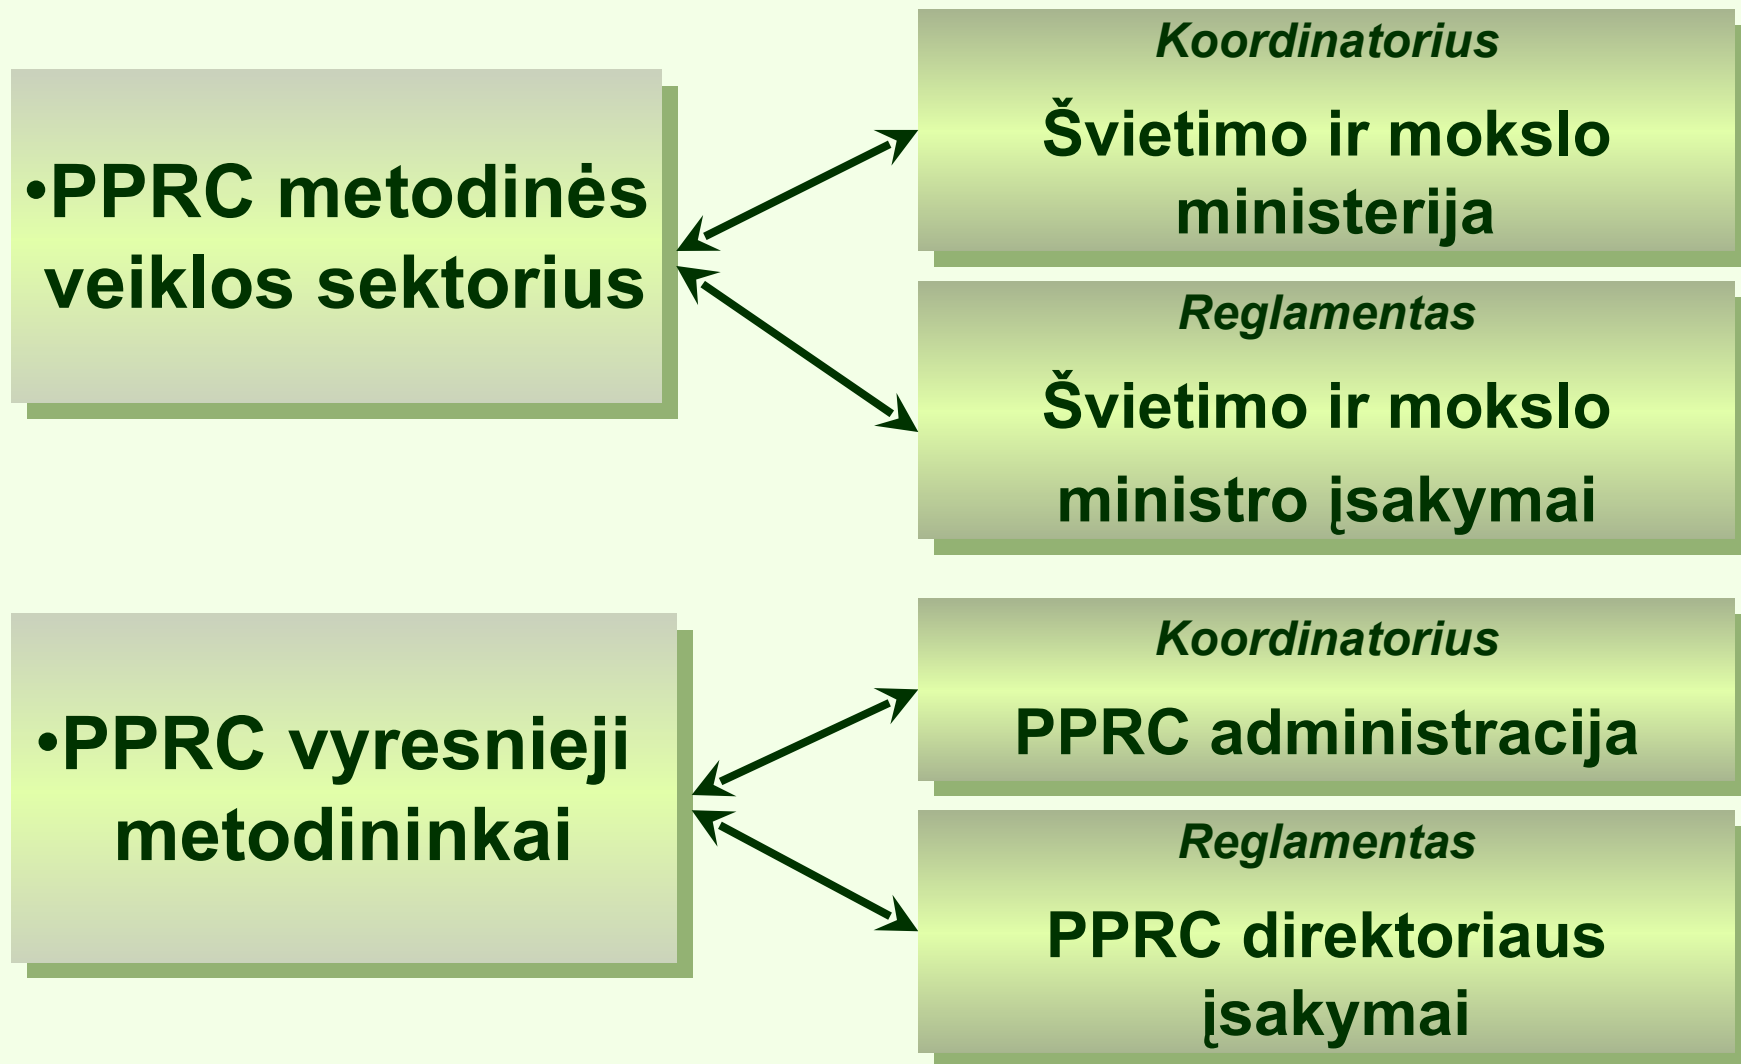 •PPRC metodinės
veiklos sektorius
Koordinatorius
Švietimo ir mokslo
ministerija
Reglamentas
Švietimo ir mokslo
ministro įsakymai
•PPRC vyresnieji
metodininkai
Koordinatorius
PPRC administracija
Reglamentas
PPRC direktoriaus
įsakymai